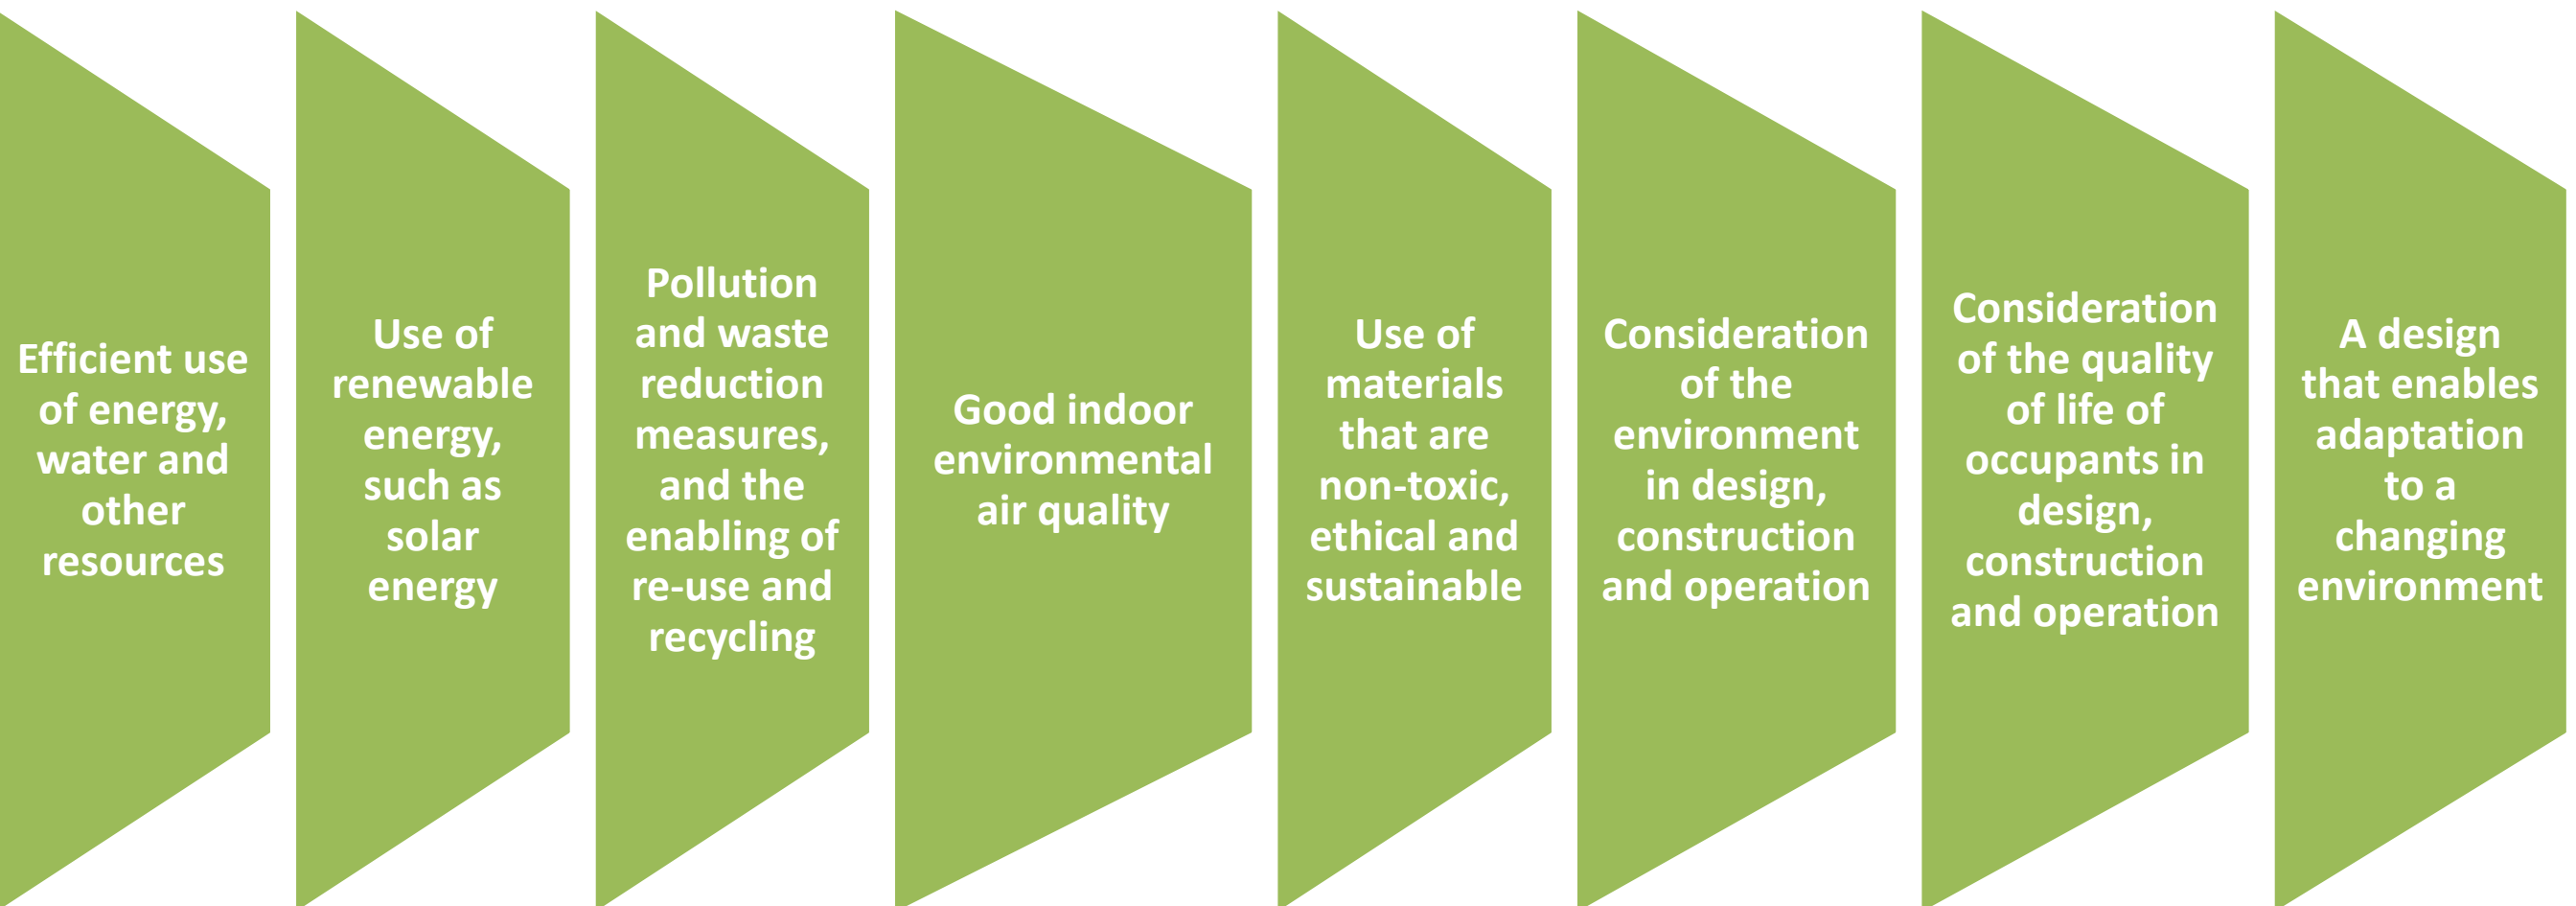 Efficient use
of energy,
water and
other
resources
Use of
renewable
energy,
such as
solar
energy
Pollution
and waste
reduction
measures,
and the
enabling of
re-use and
recycling
Good indoor
environmental
air quality
Use of
materials
that are
non-toxic,
ethical and
sustainable
Consideration
of the
environment
in design,
construction
and operation
Consideration
of the quality
of life of
occupants in
design,
construction
and operation
A design
that enables
adaptation
to a
changing
environment